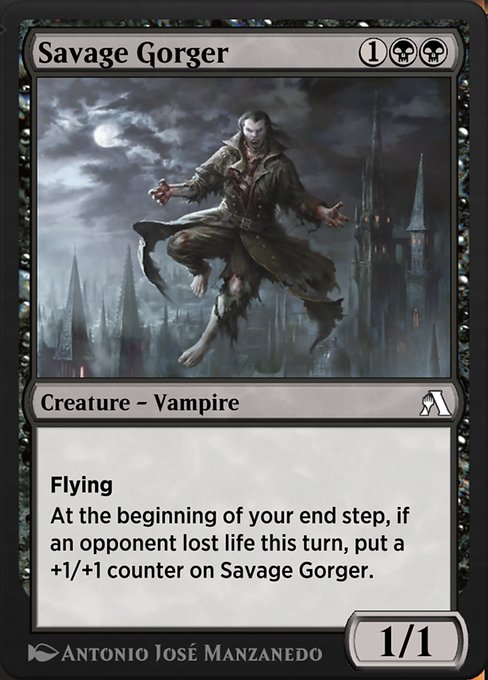 Savage Gorger 1
Creature – Vampire
Flying
At the beginning of your end step, if
an opponent lost life this turn, put a
+1/+1 counter on Savage Gorger.
1/1
Antonio José Manzanedo